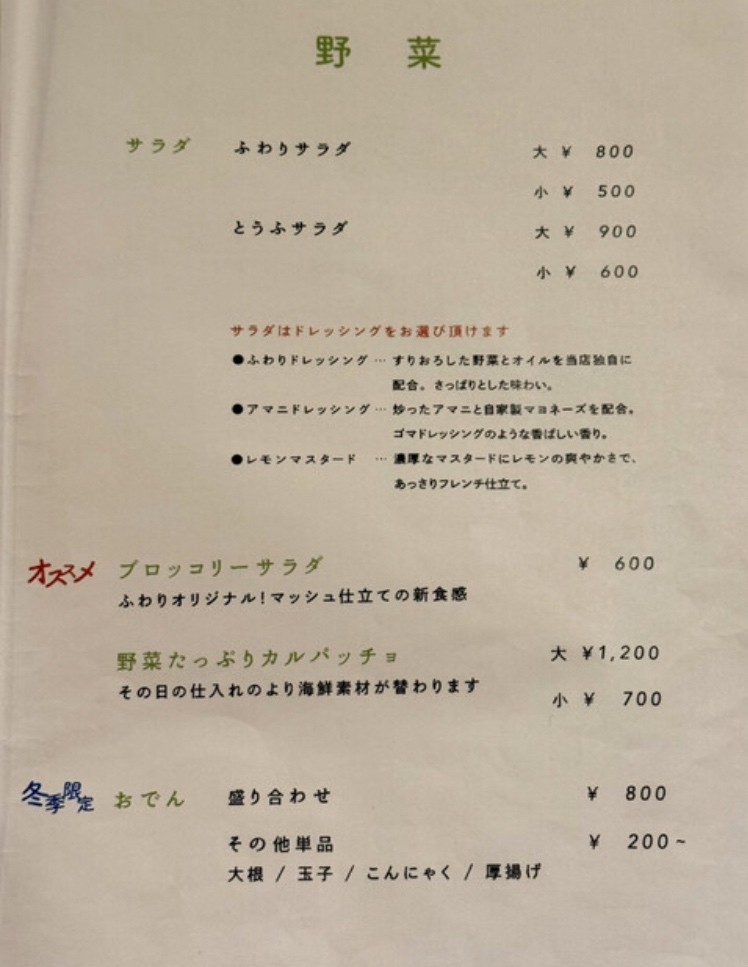 野 菜
サラダ ふわりサラダ 大 ¥ 800
小 ¥ 500
とうふサラダ 大 ¥ 900
小 ¥ 600
サラダはドレッシングをお選び頂けます
●ふわりドレッシング … すりおろした野菜とオイルを当店独自に
配合。さっぱりとした味わい。
●アマニドレッシング … 炒ったアマニと自家製マヨネーズを配合。
ゴマドレッシングのような香ばしい香り。
●レモンマスタード … 濃厚なマスタードにレモンの爽やかさで、
あっさりフレンチ仕立て。
オススメ ブロッコリーサラダ ¥ 600
ふわりオリジナル!マッシュ仕立ての新食感
野菜たっぷりカルパッチョ 大 ¥1,200
その日の仕入れのより海鮮素材が替わります 小 ¥ 700
冬季限定 おでん 盛り合わせ ¥ 800
その他単品 ¥ 200~
大根 / 玉子 / こんにゃく / 厚揚げ